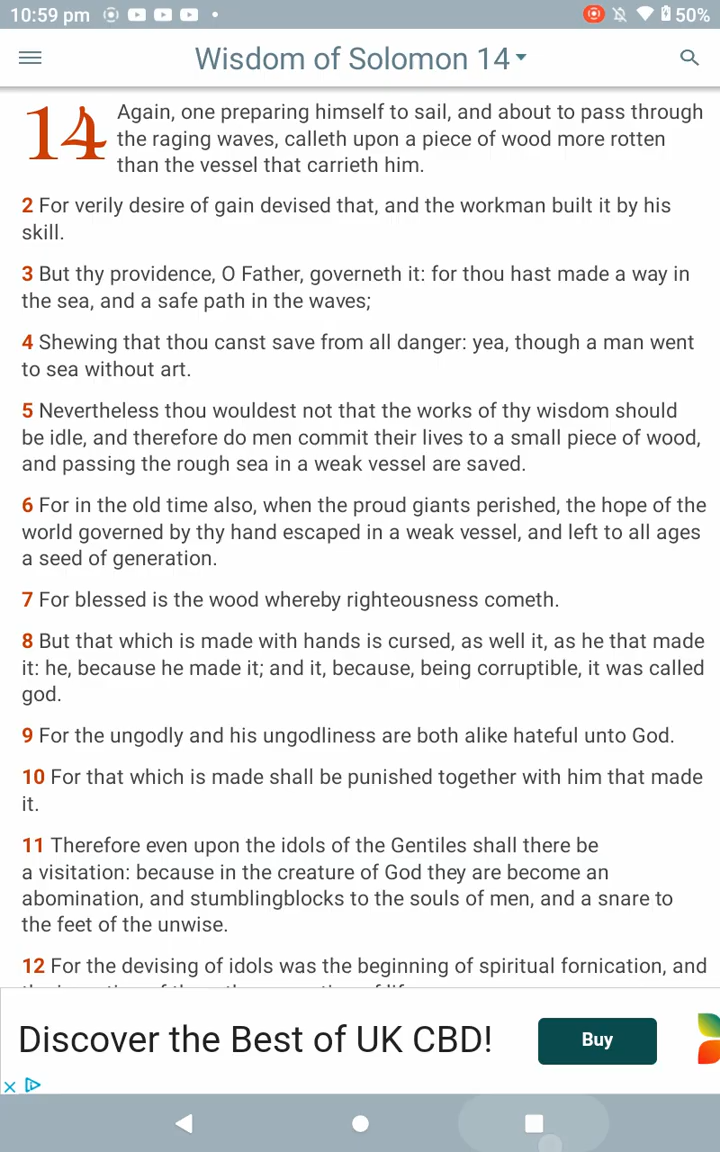 10:59 pm
50%
Wisdom of Solomon 14
14 Again, one preparing himself to sail, and about to pass through
the raging waves, calleth upon a piece of wood more rotten
than the vessel that carrieth him.
2 For verily desire of gain devised that, and the workman built it by his
skill.
3 But thy providence, O Father, governeth it: for thou hast made a way in
the sea, and a safe path in the waves;
4 Shewing that thou canst save from all danger: yea, though a man went
to sea without art.
5 Nevertheless thou wouldest not that the works of thy wisdom should
be idle, and therefore do men commit their lives to a small piece of wood,
and passing the rough sea in a weak vessel are saved.
6 For in the old time also, when the proud giants perished, the hope of the
world governed by thy hand escaped in a weak vessel, and left to all ages
a seed of generation.
7 For blessed is the wood whereby righteousness cometh.
8 But that which is made with hands is cursed, as well it, as he that made
it: he, because he made it; and it, because, being corruptible, it was called
god.
9 For the ungodly and his ungodliness are both alike hateful unto God.
10 For that which is made shall be punished together with him that made
it.
11 Therefore even upon the idols of the Gentiles shall there be
a visitation: because in the creature of God they are become an
abomination, and stumblingblocks to the souls of men, and a snare to
the feet of the unwise.
12 For the devising of idols was the beginning of spiritual fornication, and
Discover the Best of UK CBD!
Buy